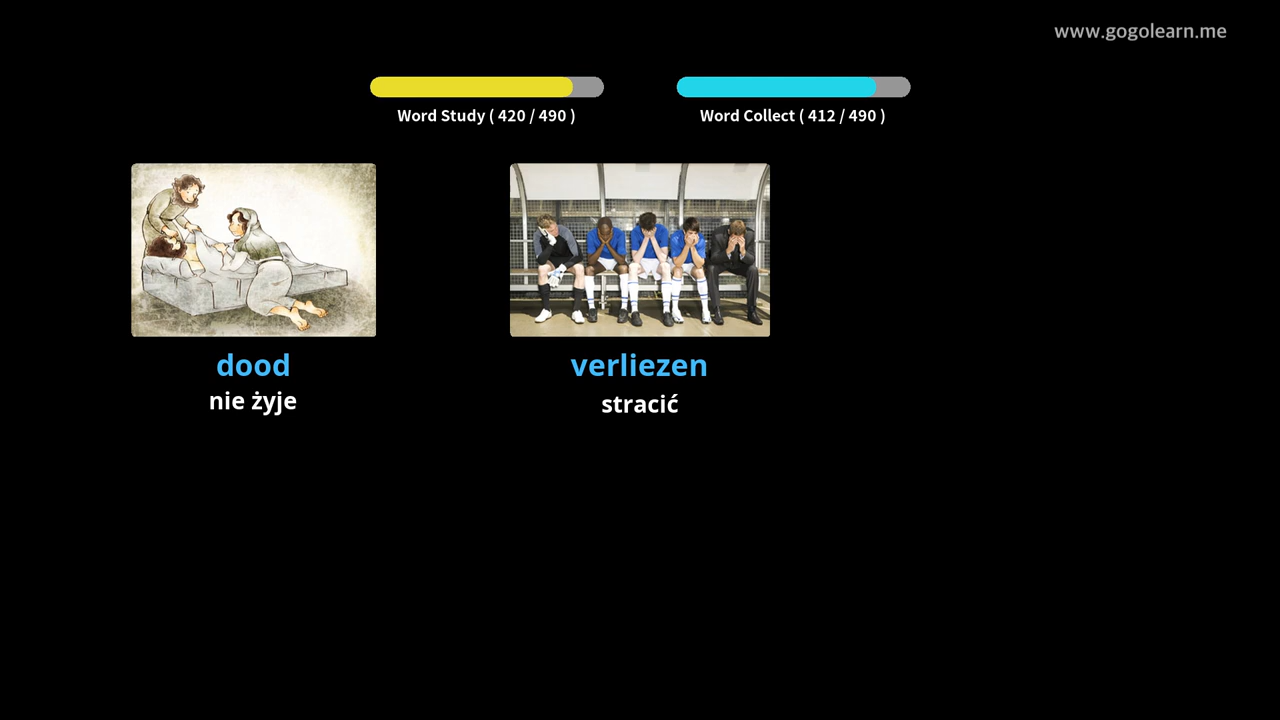 www.gogolearn.me
Word Study ( 420 / 490 )
Word Collect ( 412 / 490 )
dood
nie żyje
verliezen
stracić